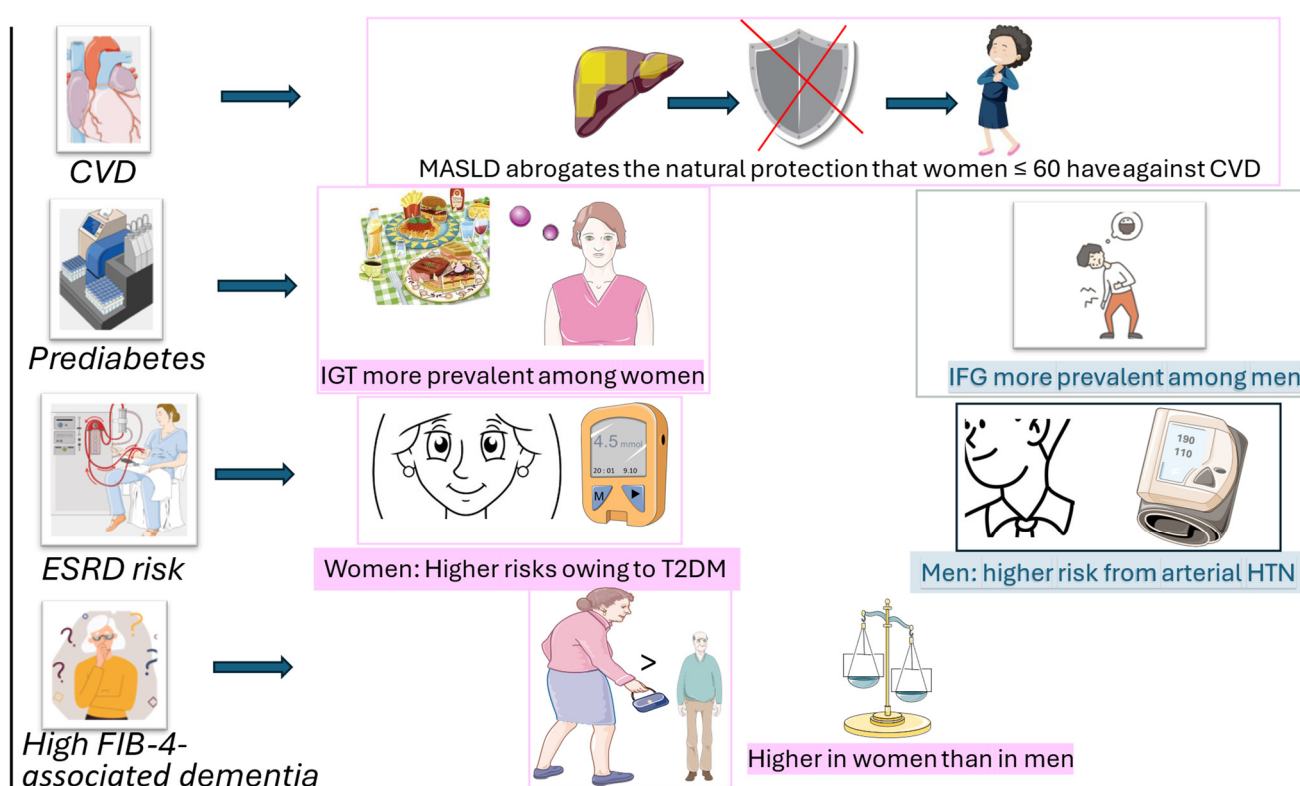 CVD
MASLD abrogates the natural protection that women ≤ 60 have against CVD
Prediabetes
IGT more prevalent among women
IFG more prevalent among men
4.5 mmol
20:01 9.10
M
190
110
ESRD risk
Women: Higher risks owing to T2DM
Men: higher risk from arterial HTN
? ? ? ?
>
High FIB-4-
associated dementia
Higher in women than in men